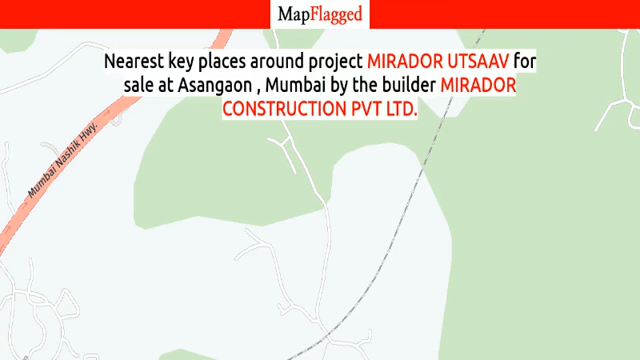 MapFlagged
Nearest key places around project MIRADOR UTSAAV for
sale at Asangaon , Mumbai by the builder MIRADOR
CONSTRUCTION PVT LTD.
Mumbai Nashik Hwy.